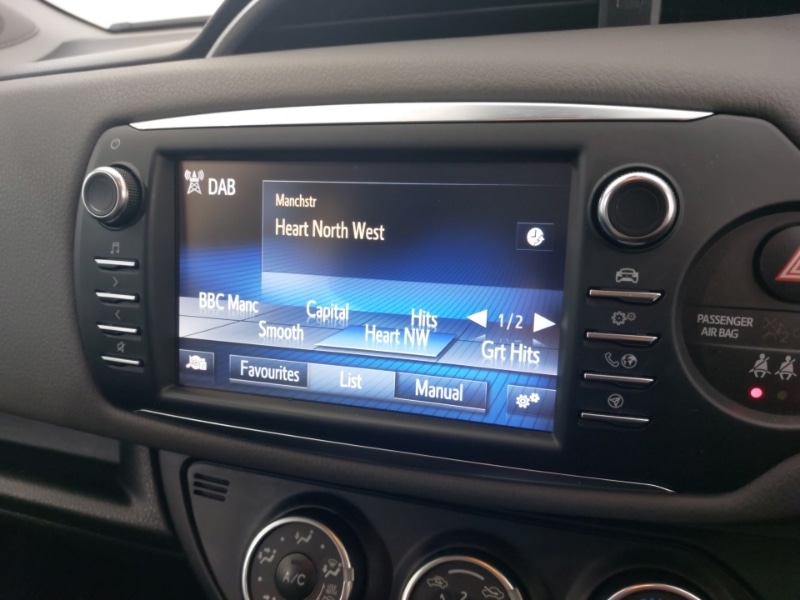 DAB
Manchstr
Heart North West
BBC Manc
Capital
Hits
1/2
Smooth
Heart NW
Grt Hits
Favourites
List
Manual
PASSENGER
AIR BAG
A/C